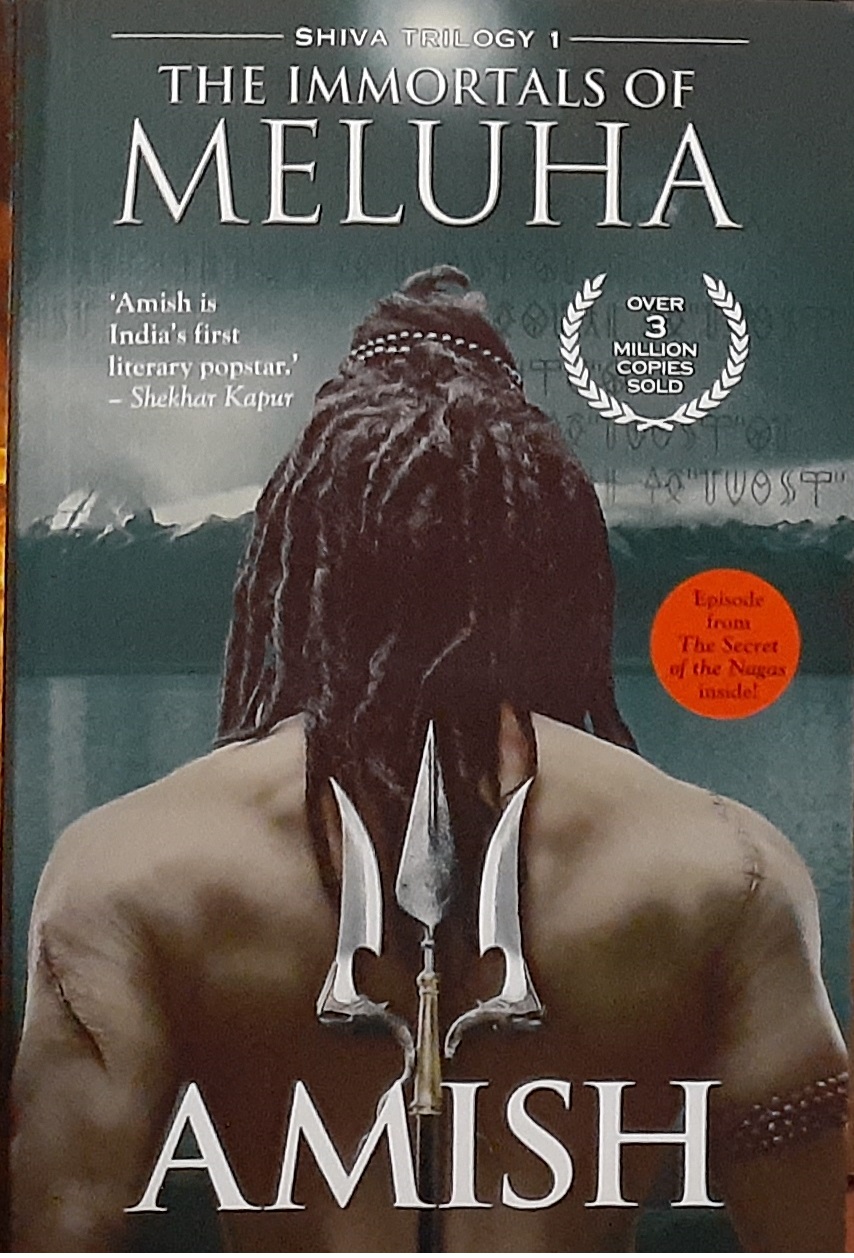 SHIVA TRILOGY 1
THE IMMORTALS OF
MELUHA
'Amish is
India's first
literary popstar.'
– Shekhar Kapur
OVER
3
MILLION
COPIES
SOLD
Episode
from
The Secret
of the Nagas
inside!
AMISH